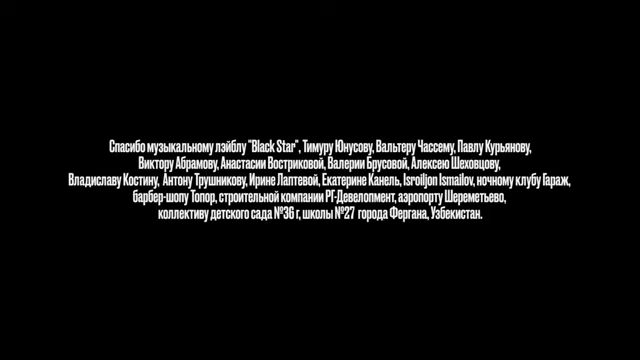 Спасибо музыкальному лэйблу "Black Star", Тимуру Юнусову, Вальтеру Чассему, Павлу Курьянову,
Виктору Абрамову, Анастасии Востриковой, Валерии Брусовой, Алексею Шеховцову,
Владиславу Костину, Антону Трушникову, Ирине Лаптевой, Екатерине Канель, Isroiljon Ismailov, ночному клубу Гараж,
барбер-шопу Топор, строительной компании РГ-Девелопмент, аэропорту Шереметьево,
коллективу детского сада №36 г, школы №27 города Фергана, Узбекистан.